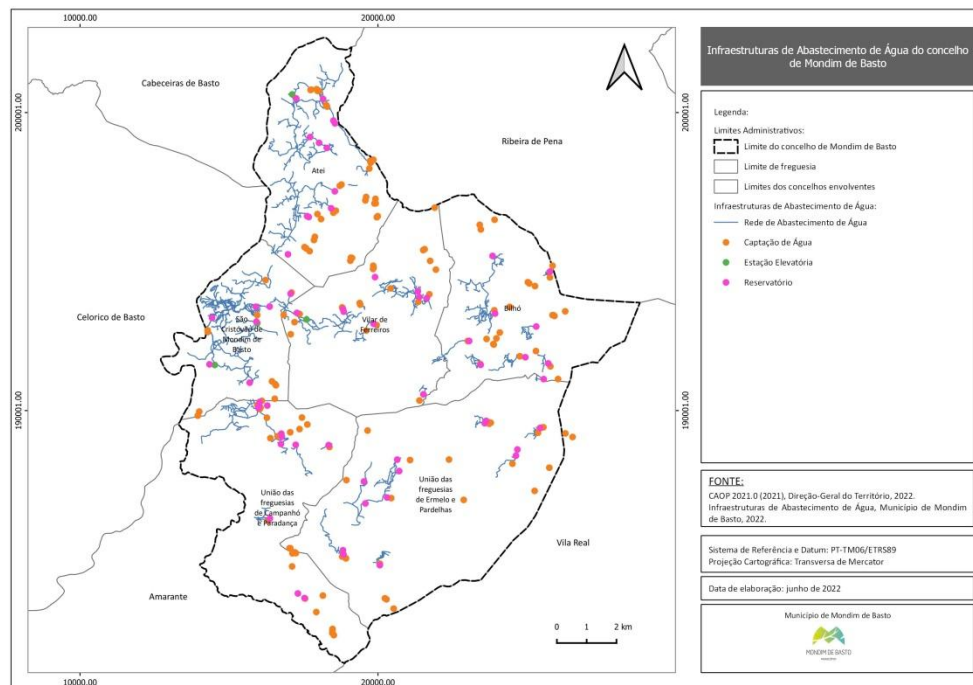 10000.00
20000.00
Infraestruturas de Abastecimento de Água do concelho
de Mondim de Basto
Cabeceiras de Basto
200001.00
200001.00
Ribeira de Pena
Atei
Legenda:
Limites Administrativos:
Limite do concelho de Mondim de Basto
Limite de freguesia
Limites dos concelhos envolventes
Infraestruturas de Abastecimento de Água:
Rede de Abastecimento de Água
Captação de Água
Estação Elevatória
Reservatório
Celorico de Basto
São
Cristóvão de
Mondim de
Basto
Vilar de
Ferreiros
Bilhó
190001.00
190001.00
União das
freguesias
de Campanhó
e Paradança
União das
freguesias
de Ermelo e
Pardelhas
Vila Real
Amarante
0 1 2 km
FONTE:
CAOP 2021.0 (2021), Direção-Geral do Território, 2022.
Infraestruturas de Abastecimento de Água, Município de Mondim
de Basto, 2022.
Sistema de Referência e Datum: PT-TM06/ETRS89
Projeção Cartográfica: Transversa de Mercator
Data de elaboração: junho de 2022
Município de Mondim de Basto
MONDIM DE BASTO
10000.00
20000.00